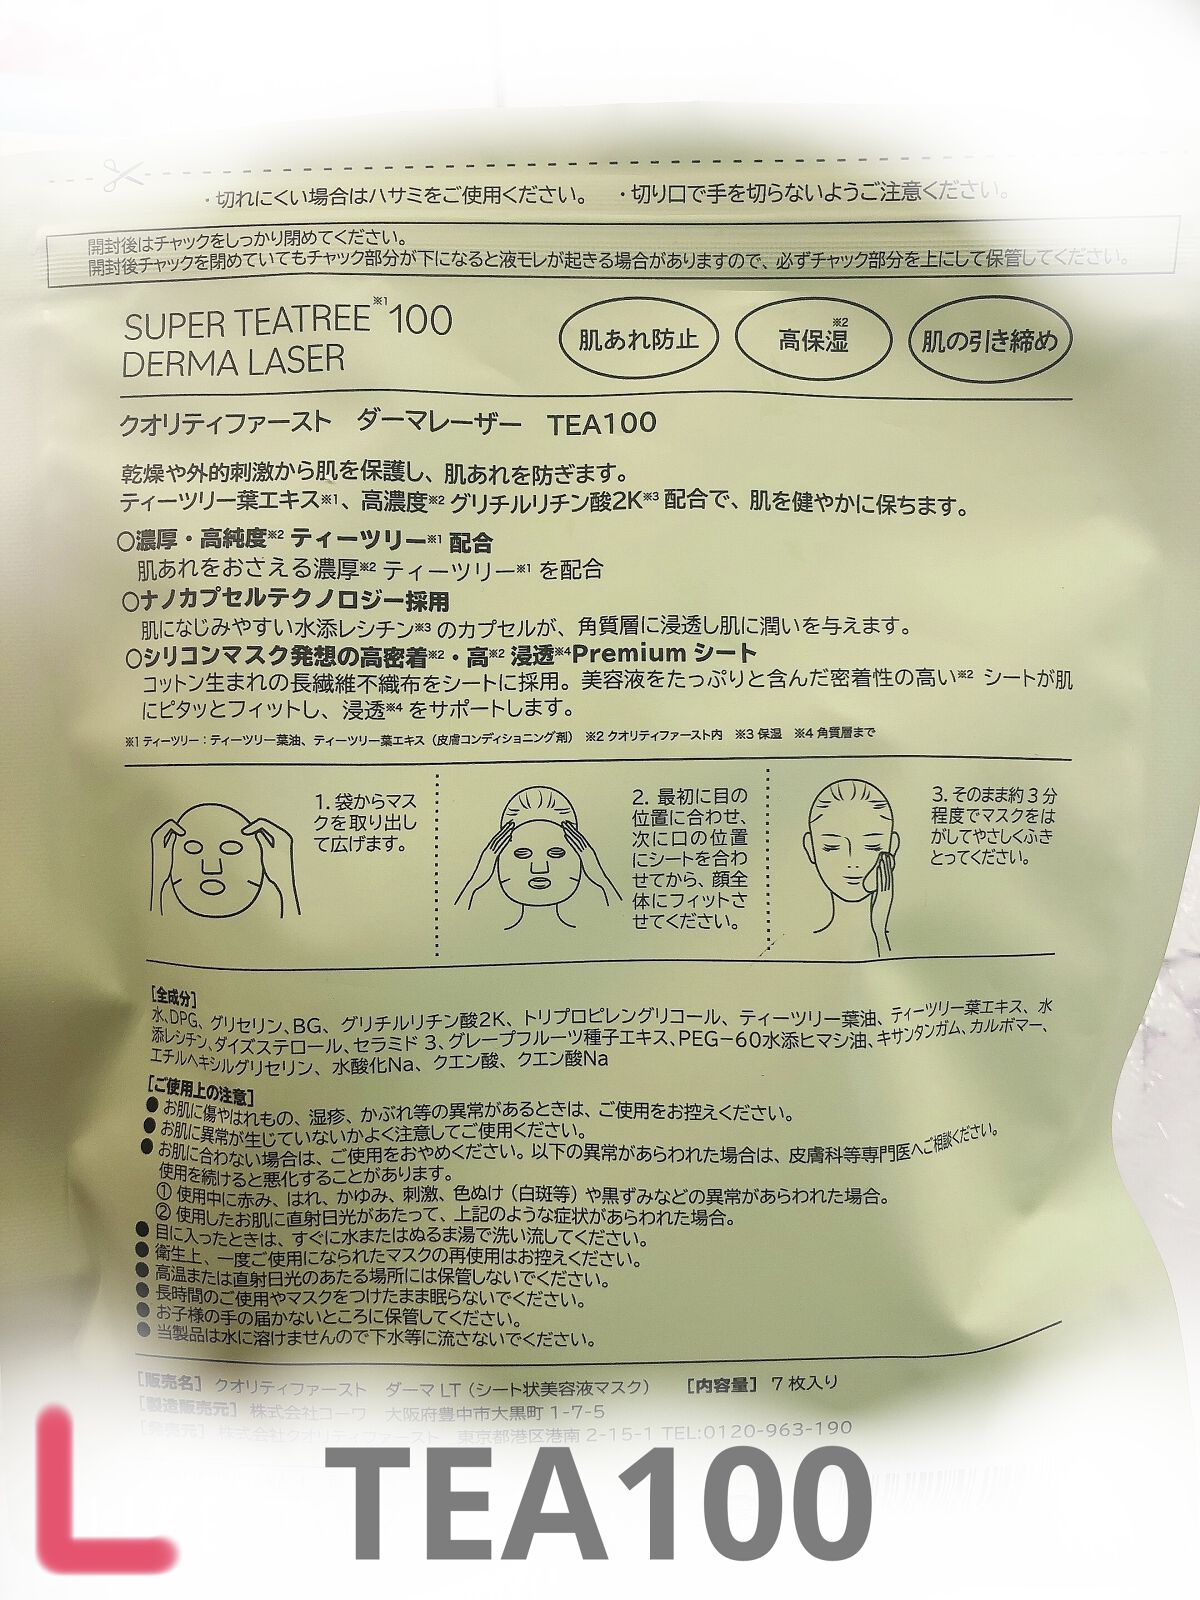 ・切れにくい場合はハサミをご使用ください。 ・切り口で手を切らないようご注意ください。
開封後はチャックをしっかり閉めてください。
開封後チャックを閉めていてもチャック部分が下になると液モレが起きる場合がありますので、必ずチャック部分を上にして保管してください。
SUPER TEATREE※1 100
DERMA LASER
肌あれ防止 高保湿※2 肌の引き締め
クオリティファースト ダーマレーザー TEA100
乾燥や外的刺激から肌を保護し、肌あれを防ぎます。
ティーツリー葉エキス※1、高濃度※2 グリチルリチン酸2K※3 配合で、肌を健やかに保ちます。
○濃厚・高純度※2 ティーツリー※1 配合
肌あれをおさえる濃厚※2 ティーツリー※1 を配合
○ナノカプセルテクノロジー採用
肌になじみやすい水添レシチン※3 のカプセルが、角質層に浸透し肌に潤いを与えます。
○シリコンマスク発想の高密着※2・高※2 浸透※4Premium シート
コットン生まれの長繊維不織布をシートに採用。美容液をたっぷりと含んだ密着性の高い※2 シートが肌
にピタッとフィットし、浸透※4 をサポートします。
※1 ティーツリー：ティーツリー葉油、ティーツリー葉エキス（皮膚コンディショニング剤） ※2 クオリティファースト内 ※3 保湿 ※4 角質層まで
1. 袋からマス
クを取り出し
て広げます。
2. 最初に目の
位置に合わせ、
次に口の位置
にシートを合わ
せてから、顔全
体にフィットさ
せてください。
3. そのまま約3分
程度でマスクをは
がしてやさしくふき
とってください。
［全成分］
水、DPG、グリセリン、BG、グリチルリチン酸2K、トリプロピレングリコール、ティーツリー葉油、ティーツリー葉エキス、水
添レシチン、ダイズステロール、セラミド 3、グレープフルーツ種子エキス、PEG-60水添ヒマシ油、キサンタンガム、カルボマー、
エチルヘキシルグリセリン、水酸化Na、クエン酸、クエン酸Na
［ご使用上の注意］
●お肌に傷やはれもの、湿疹、かぶれ等の異常があるときは、ご使用をお控えください。
●お肌に異常が生じていないかよく注意してご使用ください。
●お肌に合わない場合は、ご使用をおやめください。以下の異常があらわれた場合は、皮膚科等専門医へご相談ください。
使用を続けると悪化することがあります。
① 使用中に赤み、はれ、かゆみ、刺激、色ぬけ（白斑等）や黒ずみなどの異常があらわれた場合。
② 使用したお肌に直射日光があたって、上記のような症状があらわれた場合。
●目に入ったときは、すぐに水またはぬるま湯で洗い流してください。
●衛生上、一度ご使用になられたマスクの再使用はお控えください。
●高温または直射日光のあたる場所には保管しないでください。
●長時間のご使用やマスクをつけたまま眠らないでください。
●お子様の手の届かないところに保管してください。
●当製品は水に溶けませんので下水等に流さないでください。
［販売名］ クオリティファースト ダーマ LT（シート状美容液マスク） ［内容量］ 7 枚入り
［製造販売元］ 株式会社コーワ 大阪府豊中市大黒町 1-7-5
［発売元］ 株式会社クオリティファースト 東京都港区港南 2-15-1 TEL:0120-963-190
TEA100